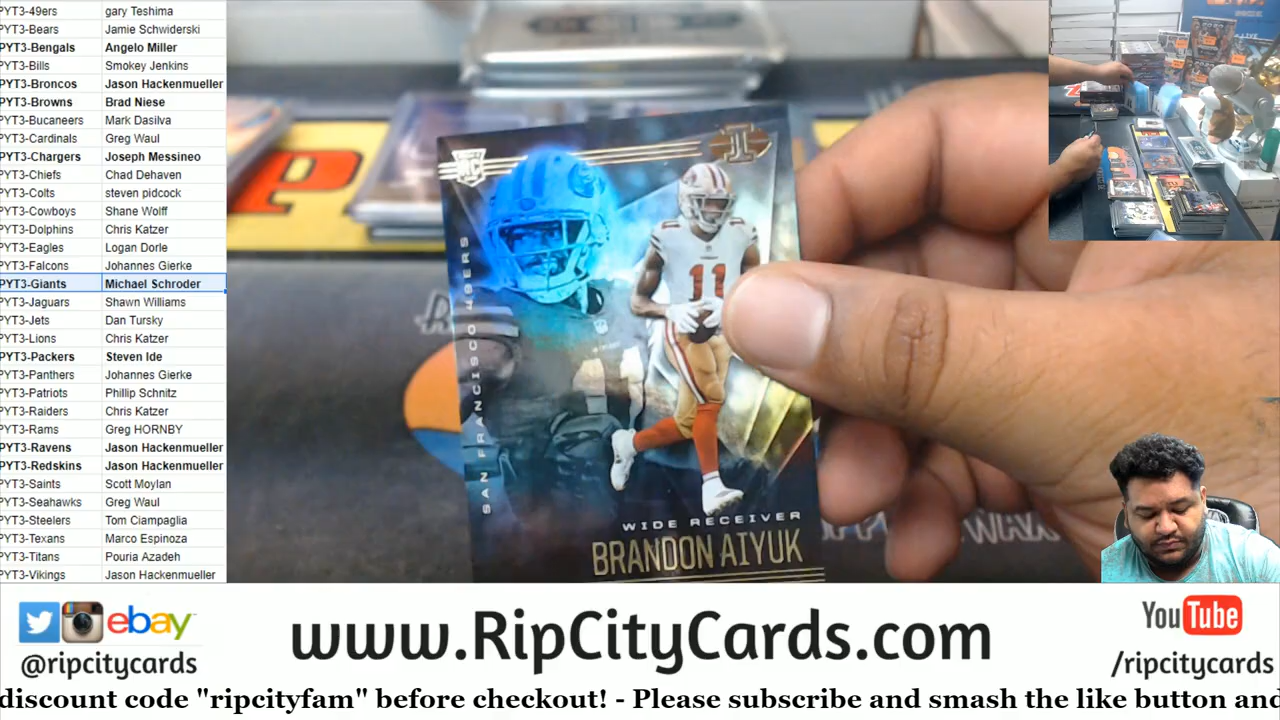 PYT3-49ers gary Teshima
PYT3-Bears Jamie Schwiderski
PYT3-Bengals Angelo Miller
PYT3-Bills Smokey Jenkins
PYT3-Broncos Jason Hackenmueller
PYT3-Browns Brad Niese
PYT3-Bucaneers Mark Dasilva
PYT3-Cardinals Greg Waul
PYT3-Chargers Joseph Messineo
PYT3-Chiefs Chad Dehaven
PYT3-Colts steven pidcock
PYT3-Cowboys Shane Wolff
PYT3-Dolphins Chris Katzer
PYT3-Eagles Logan Dorle
PYT3-Falcons Johannes Gierke
PYT3-Giants Michael Schroder
PYT3-Jaguars Shawn Williams
PYT3-Jets Dan Tursky
PYT3-Lions Chris Katzer
PYT3-Packers Steven Ide
PYT3-Panthers Johannes Gierke
PYT3-Patriots Phillip Schnitz
PYT3-Raiders Chris Katzer
PYT3-Rams Greg HORNBY
PYT3-Ravens Jason Hackenmueller
PYT3-Redskins Jason Hackenmueller
PYT3-Saints Scott Moylan
PYT3-Seahawks Greg Waul
PYT3-Steelers Tom Ciampaglia
PYT3-Texans Marco Espinoza
PYT3-Titans Pouria Azadeh
PYT3-Vikings Jason Hackenmueller
P
SAN FRANCISCO 49ERS
11
WIDE RECEIVER
BRANDON AIYUK
ebay
@ripcitycards
www.RipCityCards.com
YouTube
/ripcitycards
discount code "ripcityfam" before checkout! - Please subscribe and smash the like button and